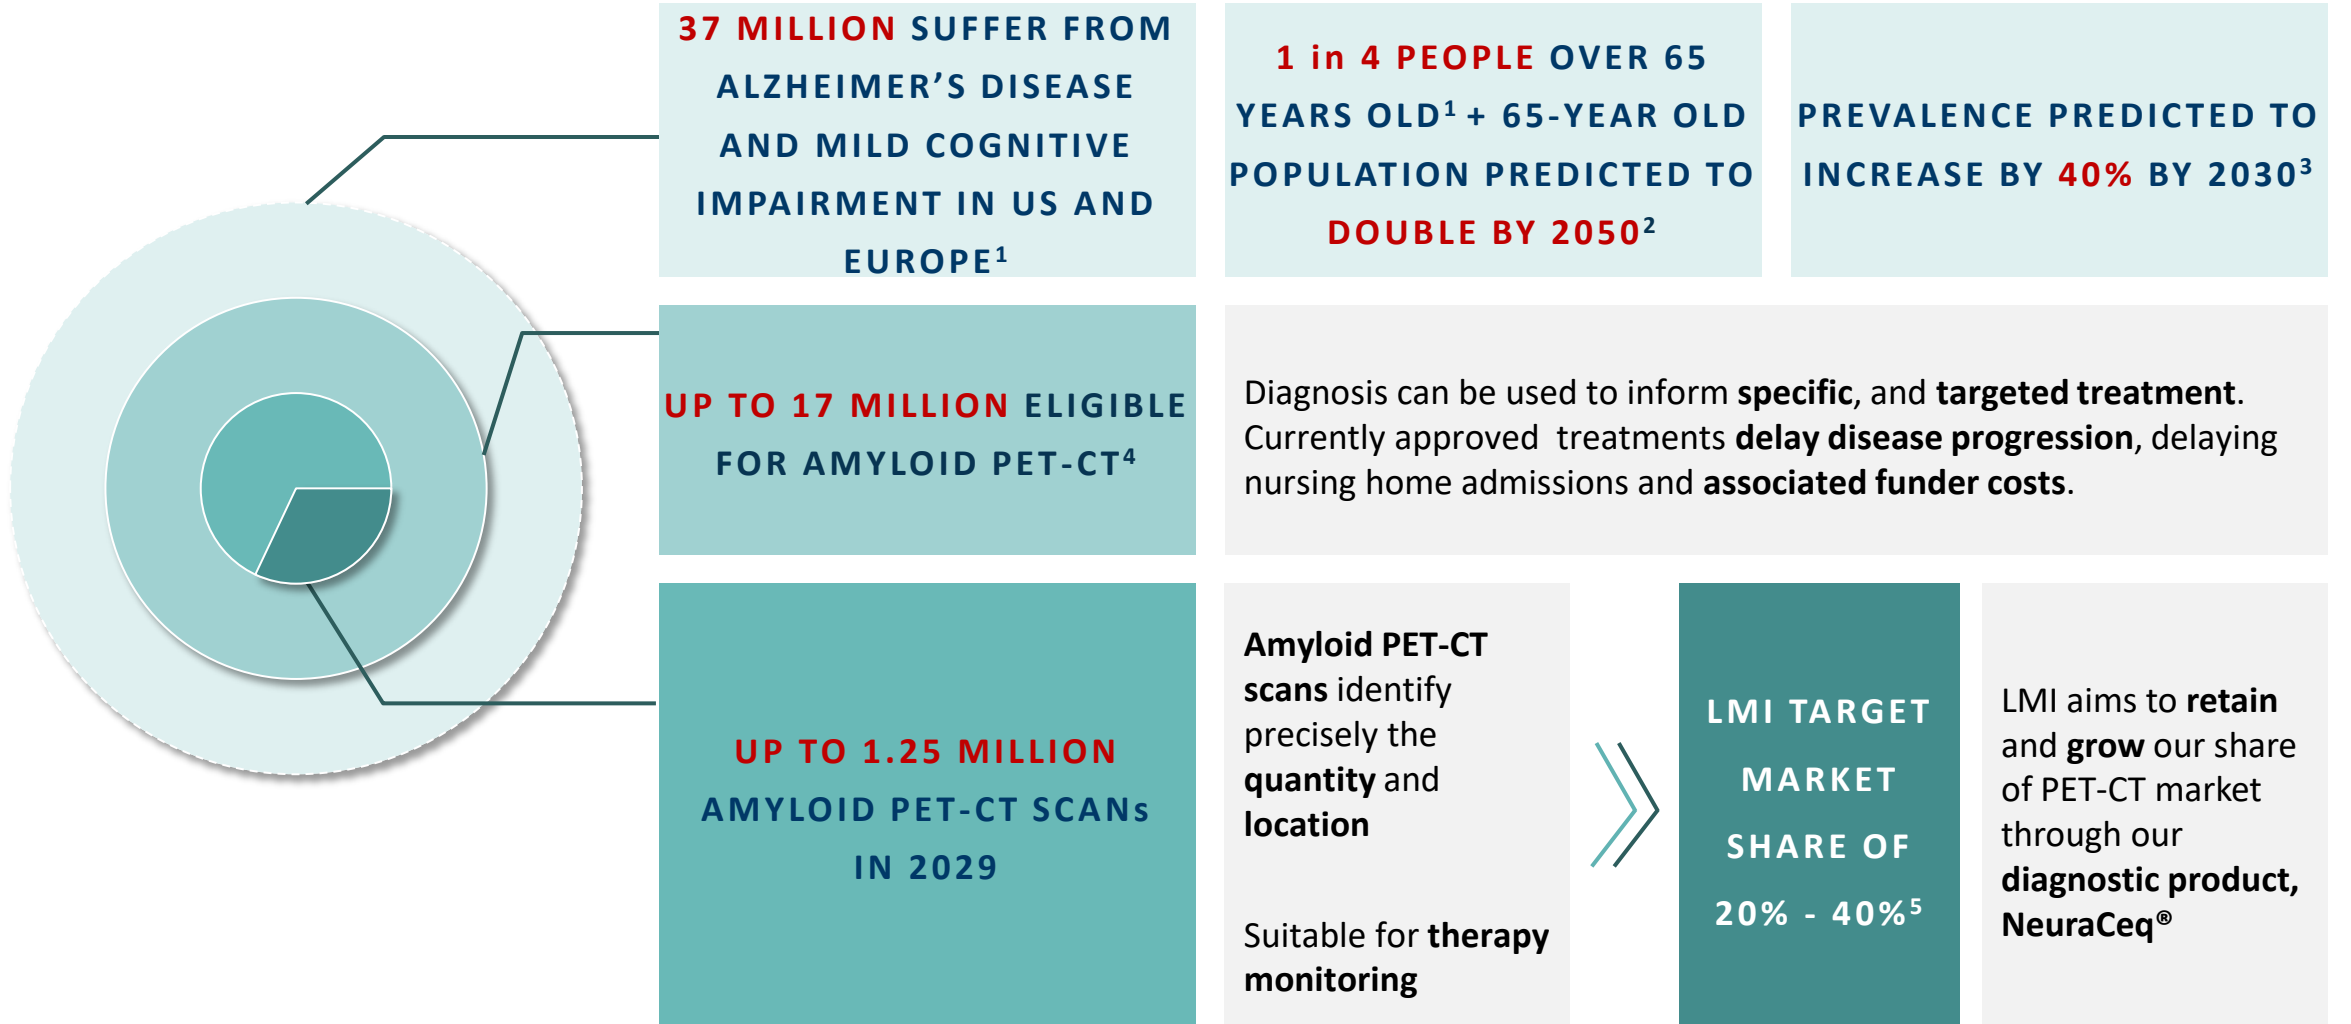 37 MILLION SUFFER FROM
ALZHEIMER’S DISEASE
AND MILD COGNITIVE
IMPAIRMENT IN US AND
EUROPE¹
1 in 4 PEOPLE OVER 65
YEARS OLD¹ + 65-YEAR OLD
POPULATION PREDICTED TO
DOUBLE BY 2050²
PREVALENCE PREDICTED TO
INCREASE BY 40% BY 2030³
UP TO 17 MILLION ELIGIBLE
FOR AMYLOID PET-CT⁴
Diagnosis can be used to inform specific, and targeted treatment.
Currently approved treatments delay disease progression, delaying
nursing home admissions and associated funder costs.
UP TO 1.25 MILLION
AMYLOID PET-CT SCANs
IN 2029
Amyloid PET-CT
scans identify
precisely the
quantity and
location
Suitable for therapy
monitoring
LMI TARGET
MARKET
SHARE OF
20% - 40%⁵
LMI aims to retain
and grow our share
of PET-CT market
through our
diagnostic product,
NeuraCeq®